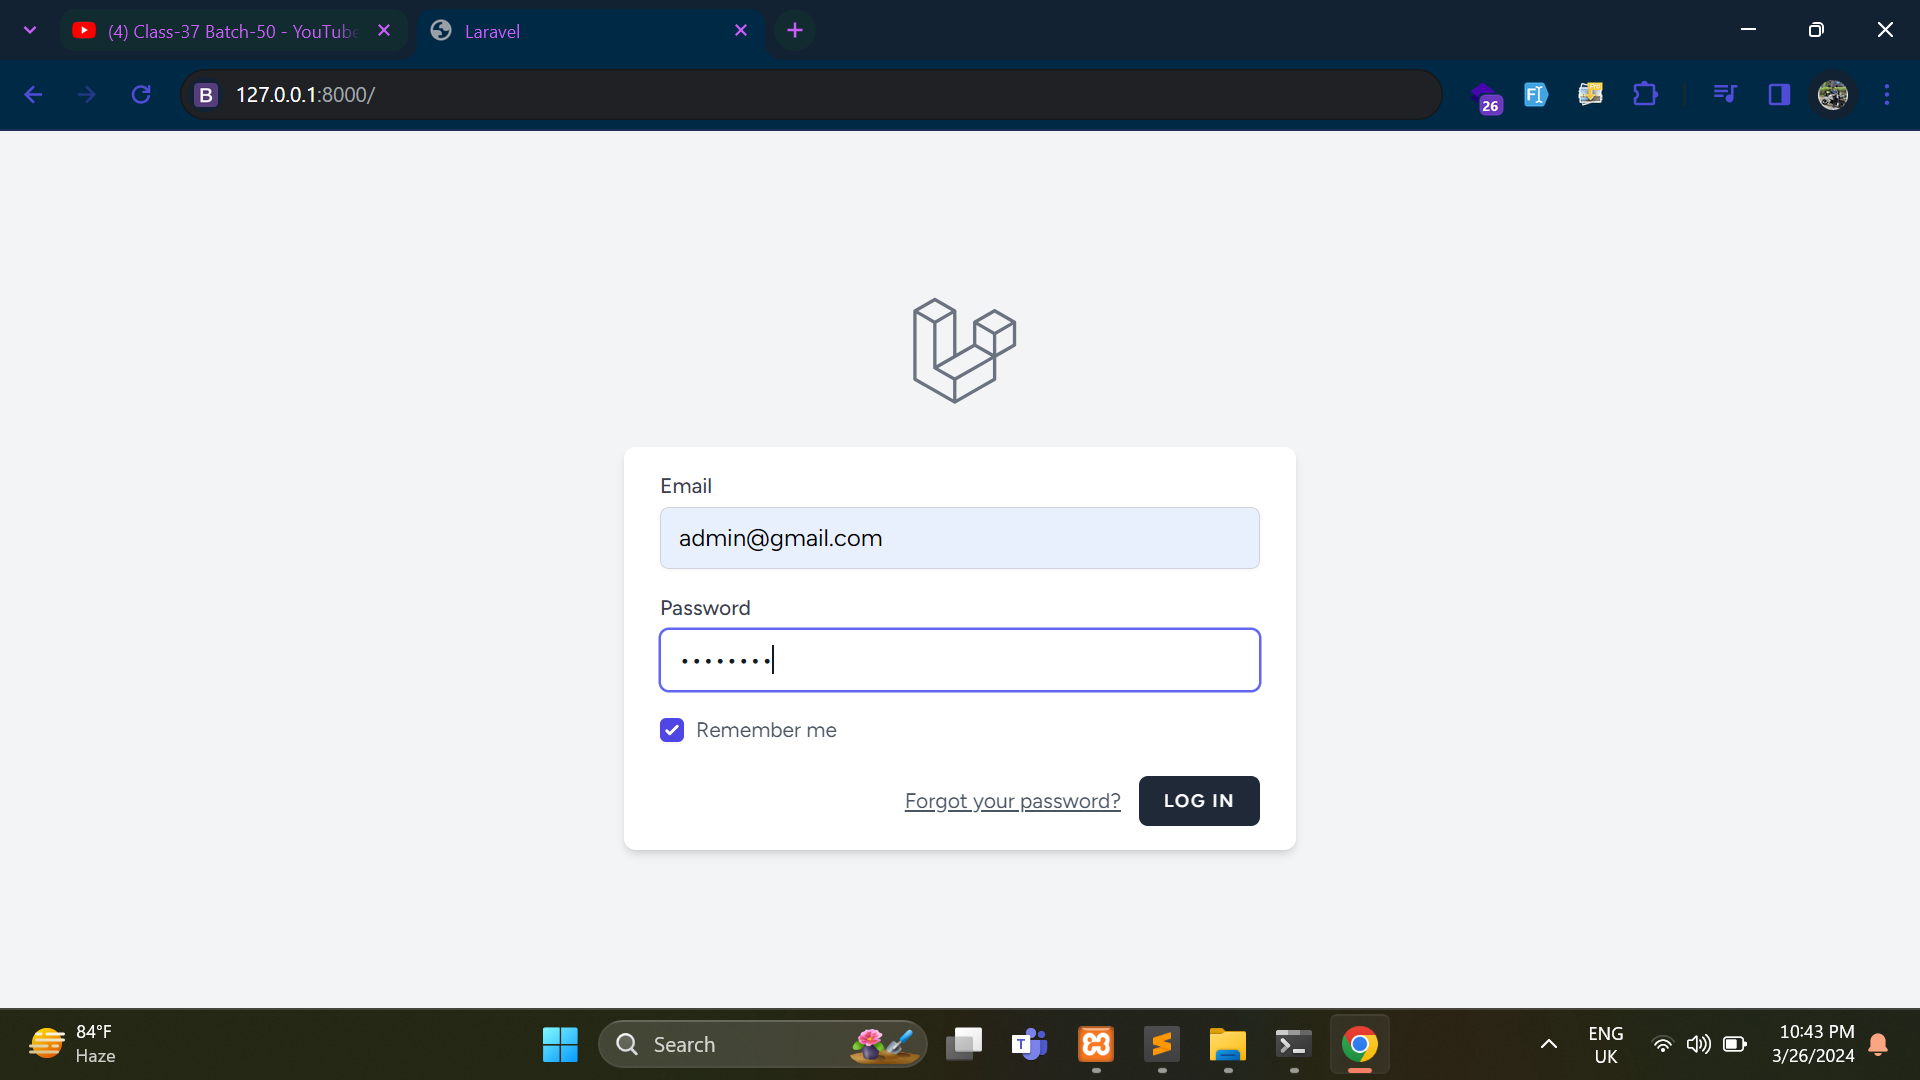 (4) Class-37 Batch-50 - YouTube
Laravel
B
127.0.0.1:8000/
26
Email
admin@gmail.com
Password
••••••••
Remember me
Forgot your password?
LOG IN
84°F
Haze
Search
ENG
UK
10:43 PM
3/26/2024